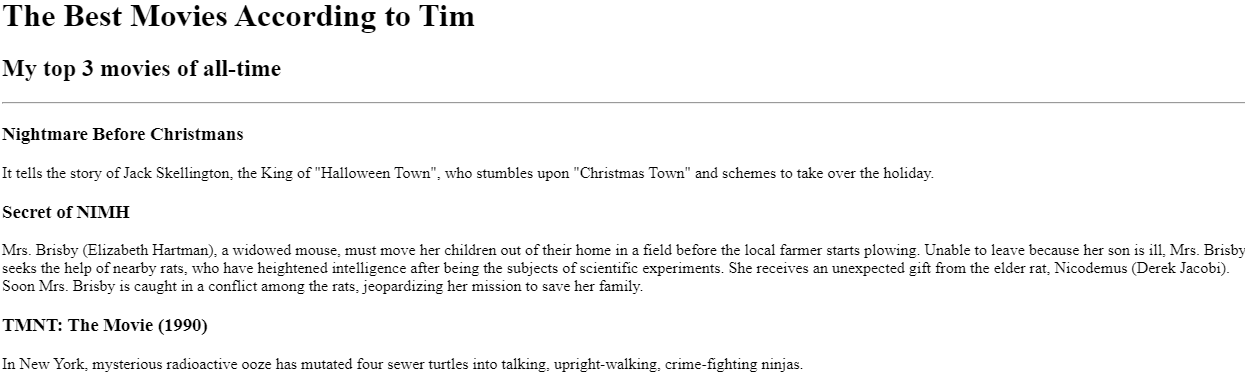 The Best Movies According to Tim
My top 3 movies of all-time
Nightmare Before Christmans
It tells the story of Jack Skellington, the King of "Halloween Town", who stumbles upon "Christmas Town" and schemes to take over the holiday.
Secret of NIMH
Mrs. Brisby (Elizabeth Hartman), a widowed mouse, must move her children out of their home in a field before the local farmer starts plowing. Unable to leave because her son is ill, Mrs. Brisby
seeks the help of nearby rats, who have heightened intelligence after being the subjects of scientific experiments. She receives an unexpected gift from the elder rat, Nicodemus (Derek Jacobi).
Soon Mrs. Brisby is caught in a conflict among the rats, jeopardizing her mission to save her family.
TMNT: The Movie (1990)
In New York, mysterious radioactive ooze has mutated four sewer turtles into talking, upright-walking, crime-fighting ninjas.